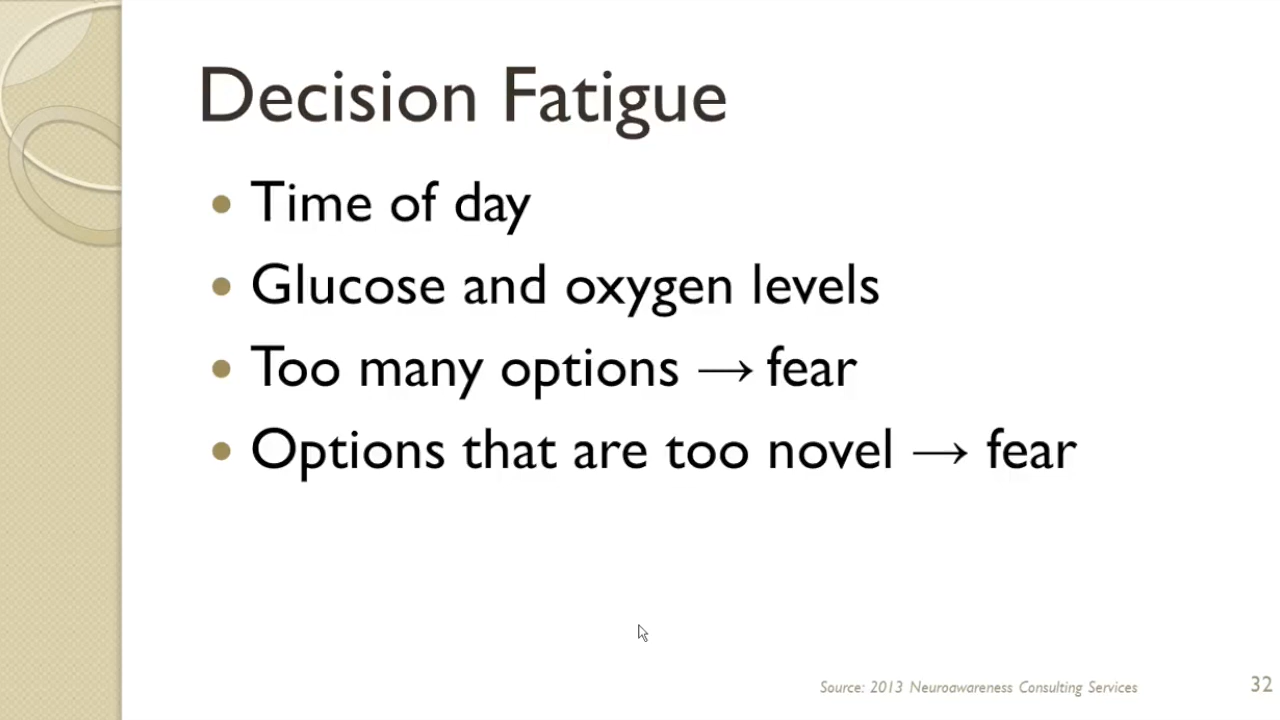 Decision Fatigue
• Time of day
• Glucose and oxygen levels
• Too many options → fear
• Options that are too novel → fear
Source: 2013 Neuroawareness Consulting Services
32